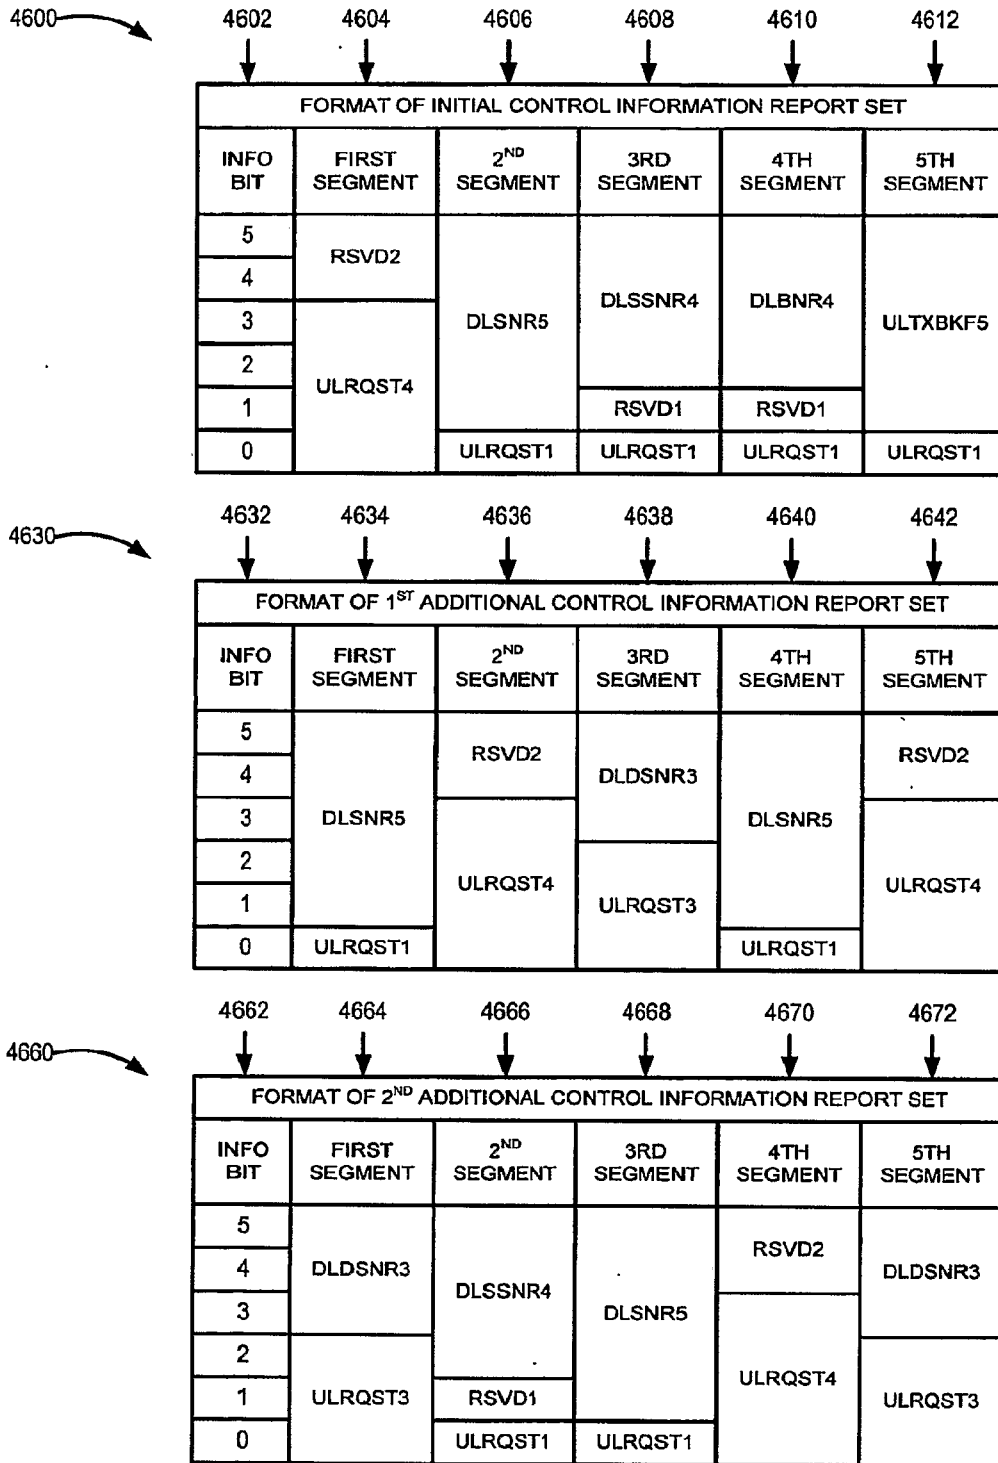 4600 4602 4604 4606 4608 4610 4612
FORMAT OF INITIAL CONTROL INFORMATION REPORT SET
INFO BIT FIRST SEGMENT 2ND SEGMENT 3RD SEGMENT 4TH SEGMENT 5TH SEGMENT
5 RSVD2 DLSNR5 DLSSNR4 DLBNR4 ULTXBKF5
4
3 ULRQST4
2
1 RSVD1 RSVD1
0 ULRQST1 ULRQST1 ULRQST1 ULRQST1
4630 4632 4634 4636 4638 4640 4642
FORMAT OF 1ST ADDITIONAL CONTROL INFORMATION REPORT SET
INFO BIT FIRST SEGMENT 2ND SEGMENT 3RD SEGMENT 4TH SEGMENT 5TH SEGMENT
5 DLSNR5 RSVD2 DLDSNR3 DLSNR5 RSVD2
4
3 ULRQST4 ULRQST4
2 ULRQST3
1
0 ULRQST1 ULRQST1
4660 4662 4664 4666 4668 4670 4672
FORMAT OF 2ND ADDITIONAL CONTROL INFORMATION REPORT SET
INFO BIT FIRST SEGMENT 2ND SEGMENT 3RD SEGMENT 4TH SEGMENT 5TH SEGMENT
5 DLDSNR3 DLSSNR4 DLSNR5 RSVD2 DLDSNR3
4
3 ULRQST4
2 ULRQST3 ULRQST3
1 RSVD1
0 ULRQST1 ULRQST1